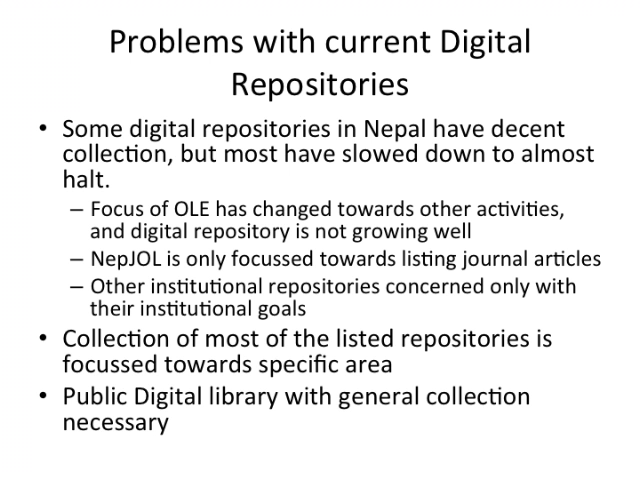 Problems with current Digital
Repositories
• Some digital repositories in Nepal have decent
collection, but most have slowed down to almost
halt.
– Focus of OLE has changed towards other activities,
and digital repository is not growing well
– NepJOL is only focussed towards listing journal articles
– Other institutional repositories concerned only with
their institutional goals
• Collection of most of the listed repositories is
focussed towards specific area
• Public Digital library with general collection
necessary